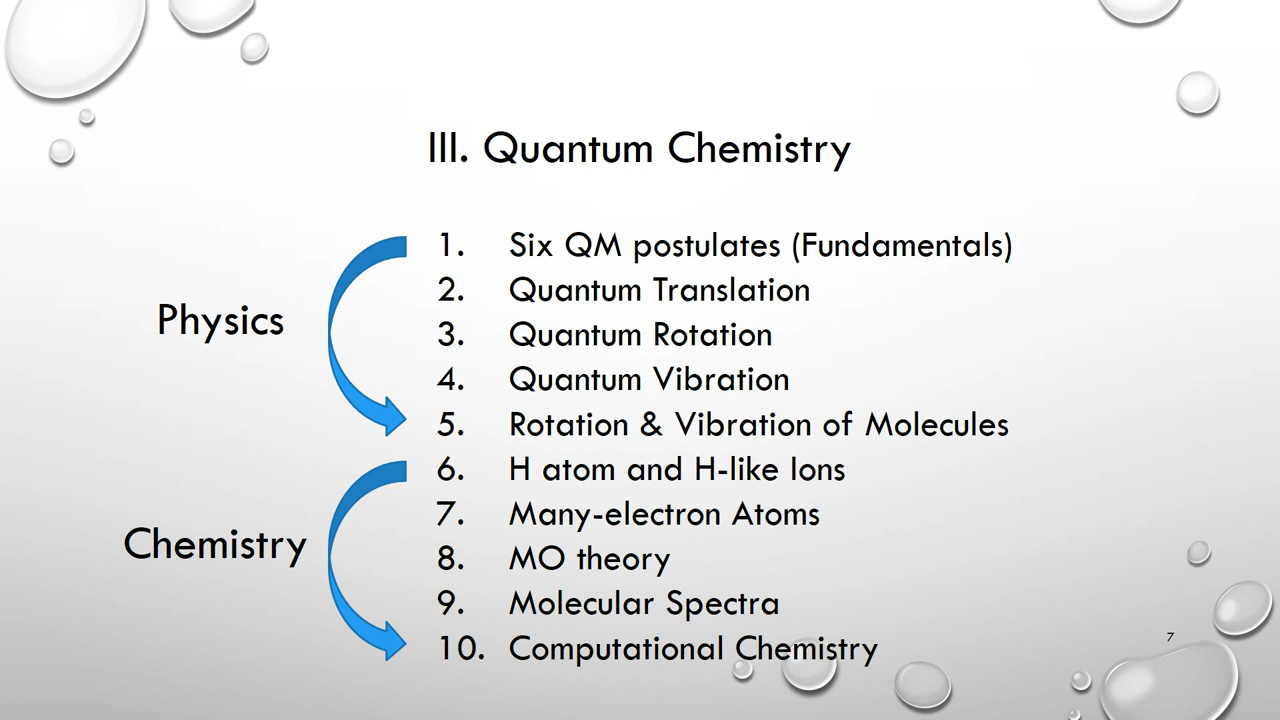 III. Quantum Chemistry
Physics
1. Six QM postulates (Fundamentals)
2. Quantum Translation
3. Quantum Rotation
4. Quantum Vibration
5. Rotation & Vibration of Molecules
Chemistry
6. H atom and H-like Ions
7. Many-electron Atoms
8. MO theory
9. Molecular Spectra
10. Computational Chemistry
7